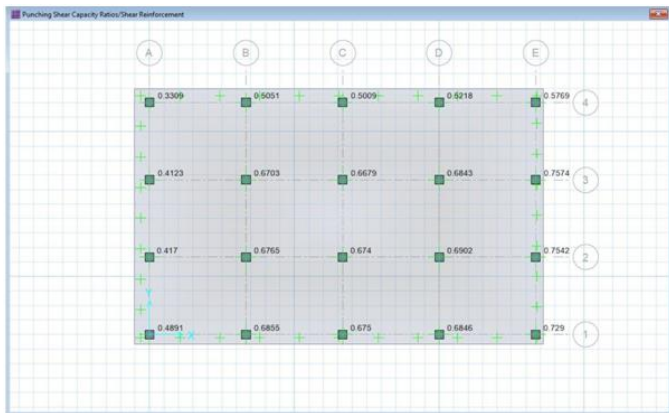 Punching Shear Capacity Ratios/Shear Reinforcement
A B C D E
0.3309 0.5051 0.5009 0.5218 0.5769 4
0.4123 0.6703 0.6679 0.6843 0.7574 3
0.417 0.6765 0.674 0.6902 0.7542 2
Y
0.4891 0.6855 0.675 0.6846 0.729 1
X